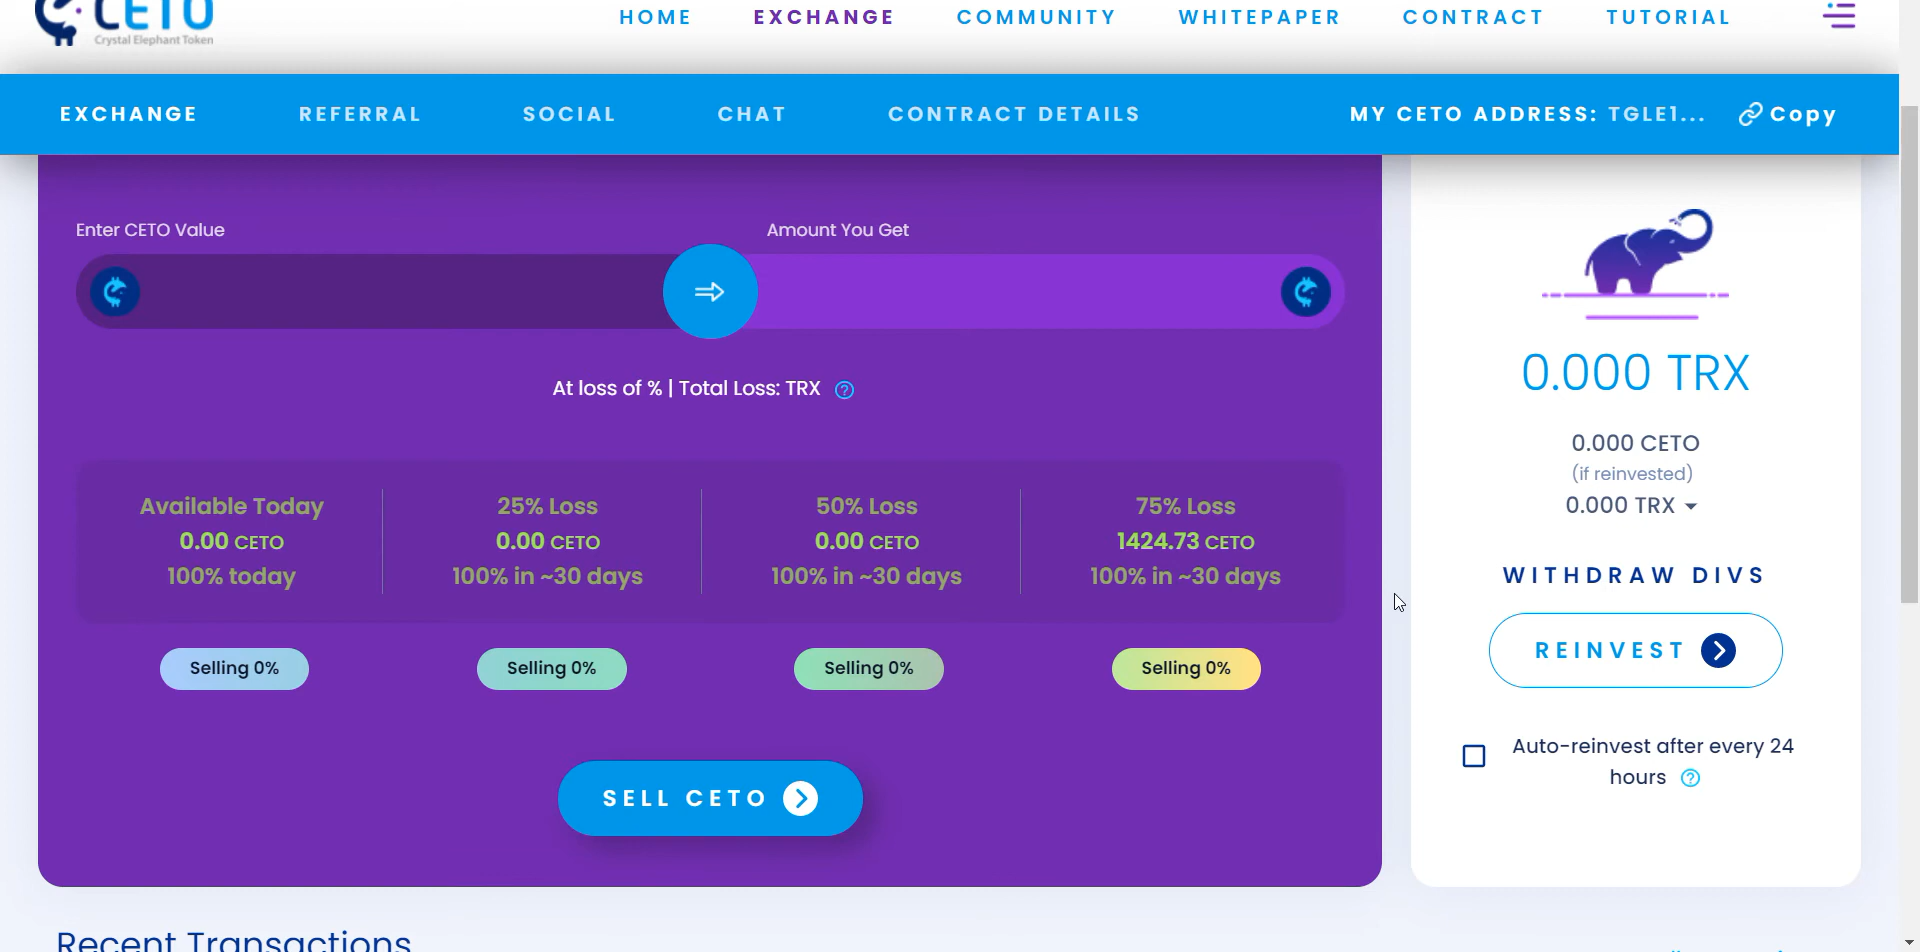 CETO
Crystal Elephant Token
HOME EXCHANGE COMMUNITY WHITEPAPER CONTRACT TUTORIAL
EXCHANGE REFERRAL SOCIAL CHAT CONTRACT DETAILS MY CETO ADDRESS: TGLE1... Copy
Enter CETO Value
Amount You Get
At loss of % | Total Loss: TRX ?
Available Today
0.00 CETO
100% today
25% Loss
0.00 CETO
100% in ~30 days
50% Loss
0.00 CETO
100% in ~30 days
75% Loss
1424.73 CETO
100% in ~30 days
Selling 0% Selling 0% Selling 0% Selling 0%
SELL CETO
0.000 TRX
0.000 CETO
(if reinvested)
0.000 TRX
WITHDRAW DIVS
REINVEST
Auto-reinvest after every 24
hours ?
Recent Transactions